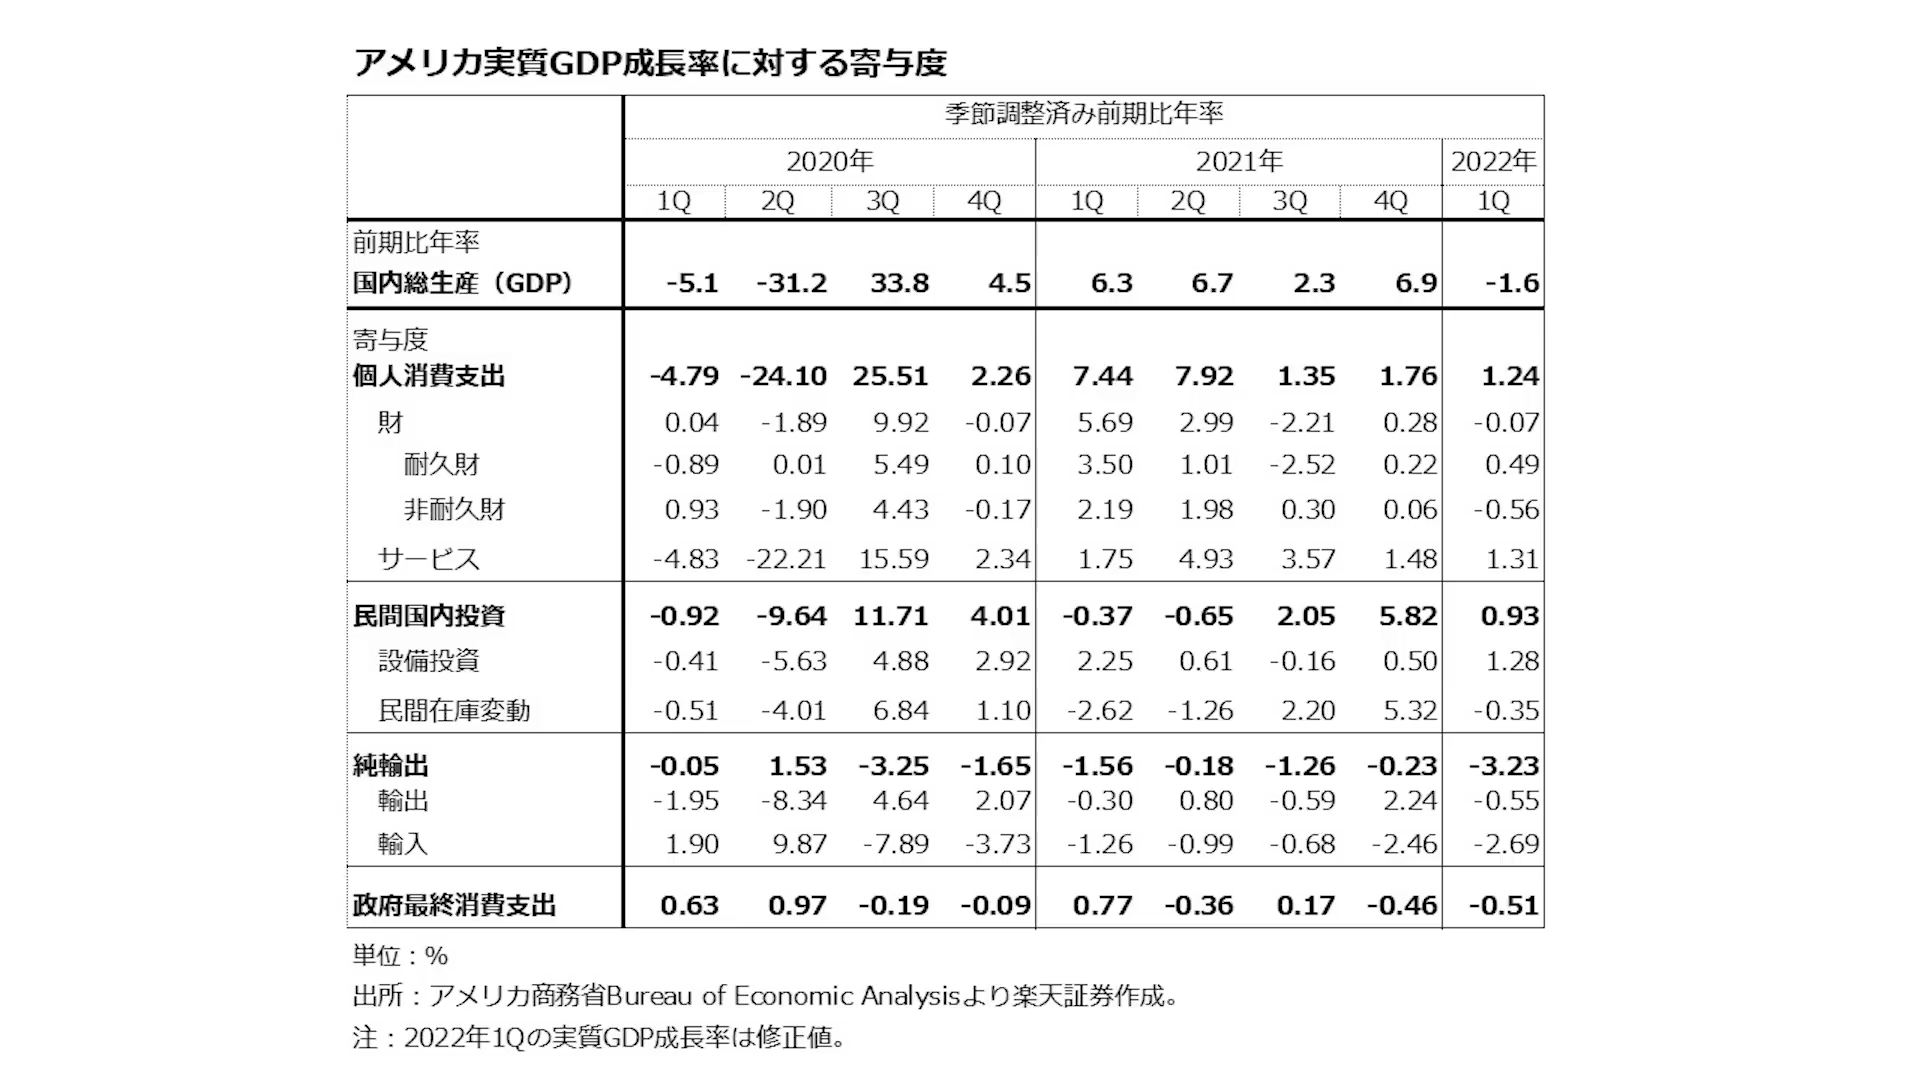 アメリカ実質GDP成長率に対する寄与度
季節調整済み前期比年率
2020年 2021年 2022年
1Q 2Q 3Q 4Q 1Q 2Q 3Q 4Q 1Q
前期比年率
国内総生産（GDP） -5.1 -31.2 33.8 4.5 6.3 6.7 2.3 6.9 -1.6
寄与度
個人消費支出 -4.79 -24.10 25.51 2.26 7.44 7.92 1.35 1.76 1.24
財 0.04 -1.89 9.92 -0.07 5.69 2.99 -2.21 0.28 -0.07
耐久財 -0.89 0.01 5.49 0.10 3.50 1.01 -2.52 0.22 0.49
非耐久財 0.93 -1.90 4.43 -0.17 2.19 1.98 0.30 0.06 -0.56
サービス -4.83 -22.21 15.59 2.34 1.75 4.93 3.57 1.48 1.31
民間国内投資 -0.92 -9.64 11.71 4.01 -0.37 -0.65 2.05 5.82 0.93
設備投資 -0.41 -5.63 4.88 2.92 2.25 0.61 -0.16 0.50 1.28
民間在庫変動 -0.51 -4.01 6.84 1.10 -2.62 -1.26 2.20 5.32 -0.35
純輸出 -0.05 1.53 -3.25 -1.65 -1.56 -0.18 -1.26 -0.23 -3.23
輸出 -1.95 -8.34 4.64 2.07 -0.30 0.80 -0.59 2.24 -0.55
輸入 1.90 9.87 -7.89 -3.73 -1.26 -0.99 -0.68 -2.46 -2.69
政府最終消費支出 0.63 0.97 -0.19 -0.09 0.77 -0.36 0.17 -0.46 -0.51
単位：%
出所：アメリカ商務省Bureau of Economic Analysisより楽天証券作成。
注：2022年1Qの実質GDP成長率は修正値。